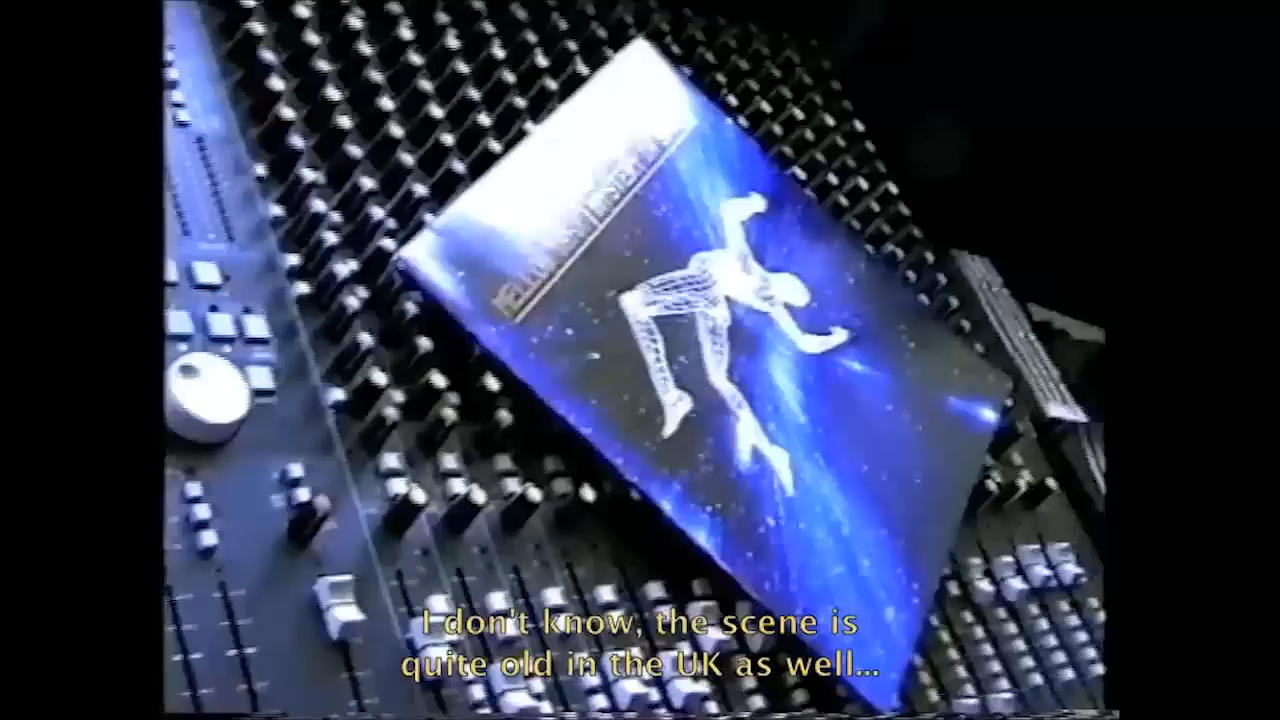 I don't know, the scene is
quite old in the UK as well...